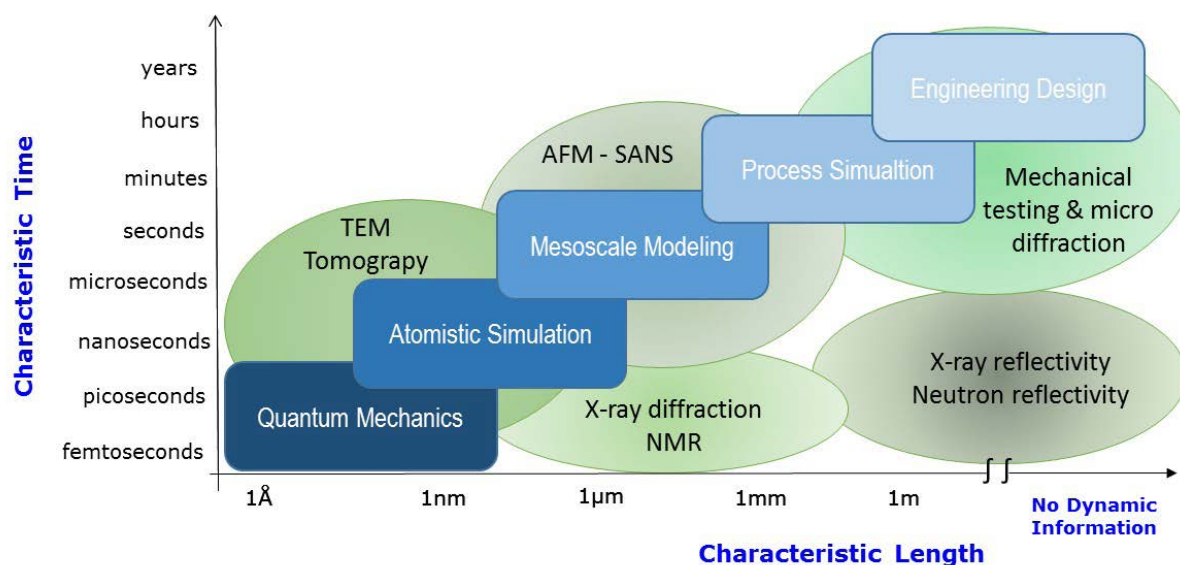 Characteristic Time
years
hours
minutes
seconds
microseconds
nanoseconds
picoseconds
femtoseconds
Engineering Design
AFM - SANS
Process Simualtion
Mechanical
testing & micro
diffraction
TEM
Tomograpy
Mesoscale Modeling
Atomistic Simulation
X-ray reflectivity
Neutron reflectivity
Quantum Mechanics
X-ray diffraction
NMR
1Å
1nm
1µm
1mm
1m
No Dynamic
Information
Characteristic Length